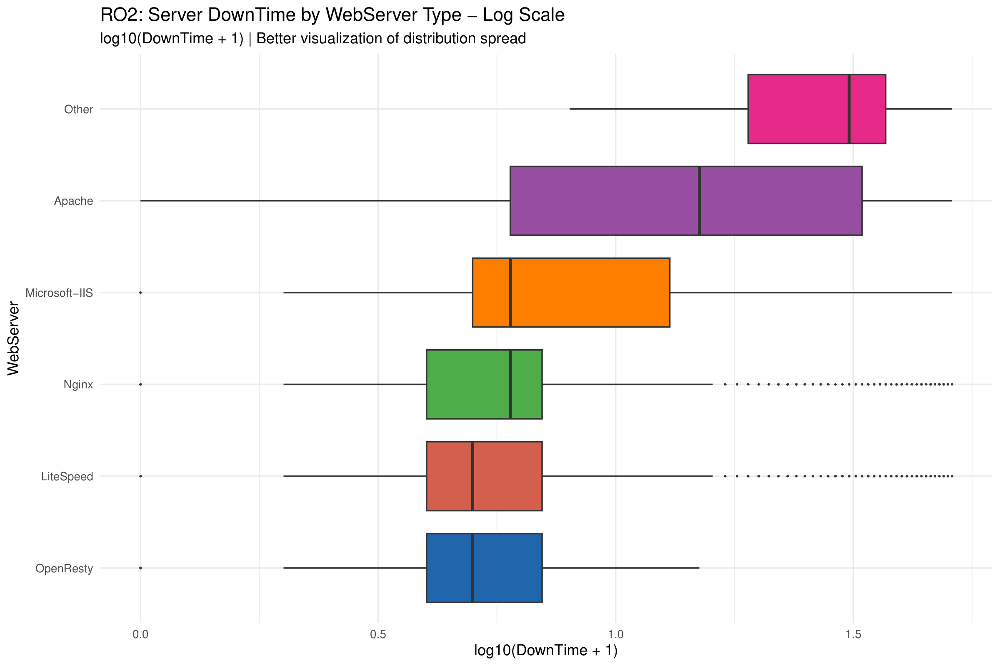 RO2: Server DownTime by WebServer Type – Log Scale
log10(DownTime + 1) | Better visualization of distribution spread
WebServer
Other
Apache
Microsoft–IIS
Nginx
LiteSpeed
OpenResty
0.0 0.5 1.0 1.5
log10(DownTime + 1)